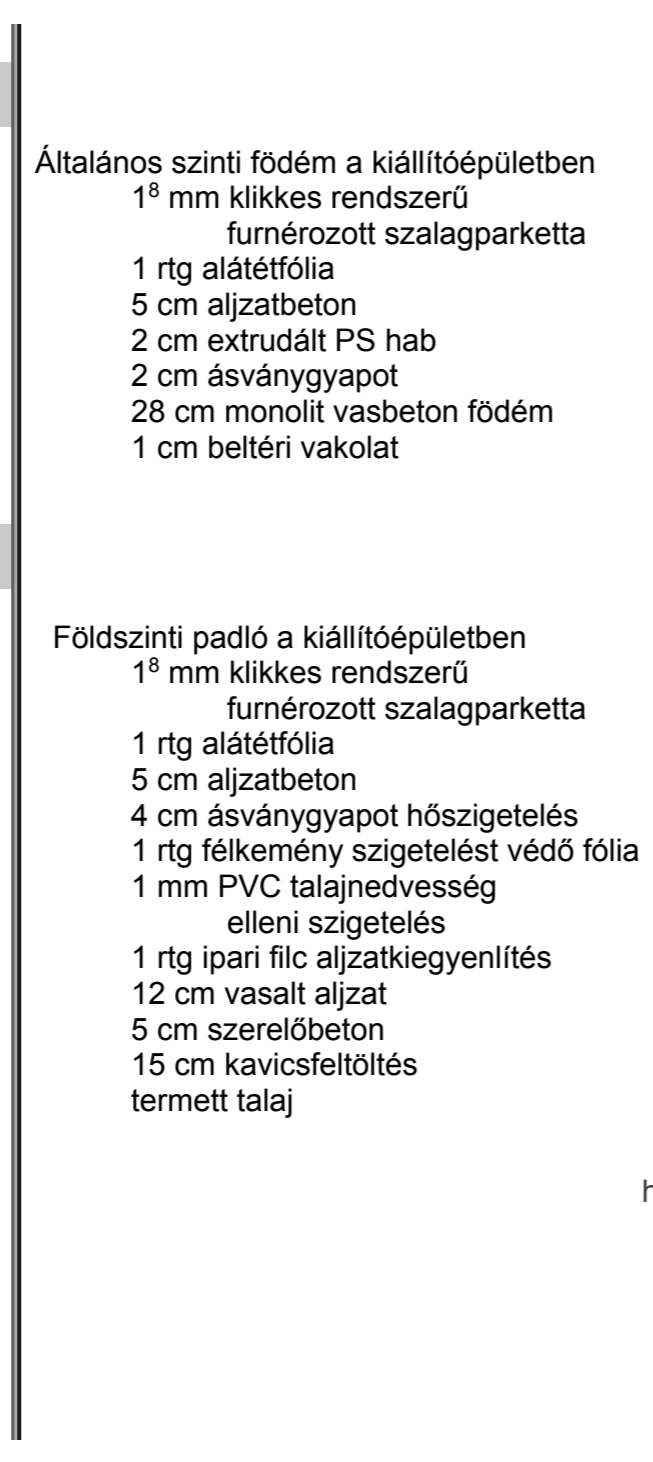 Általános szinti födém a kiállítóépületben
1⁸ mm klikkes rendszerű
furnérozott szalagparketta
1 rtg alátétfólia
5 cm aljzatbeton
2 cm extrudált PS hab
2 cm ásványgyapot
28 cm monolit vasbeton födém
1 cm beltéri vakolat
Földszinti padló a kiállítóépületben
1⁸ mm klikkes rendszerű
furnérozott szalagparketta
1 rtg alátétfólia
5 cm aljzatbeton
4 cm ásványgyapot hőszigetelés
1 rtg félkemény szigetelést védő fólia
1 mm PVC talajnedvesség
elleni szigetelés
1 rtg ipari filc aljzatkiegyenlítés
12 cm vasalt aljzat
5 cm szerelőbeton
15 cm kavicsfeltöltés
termett talaj